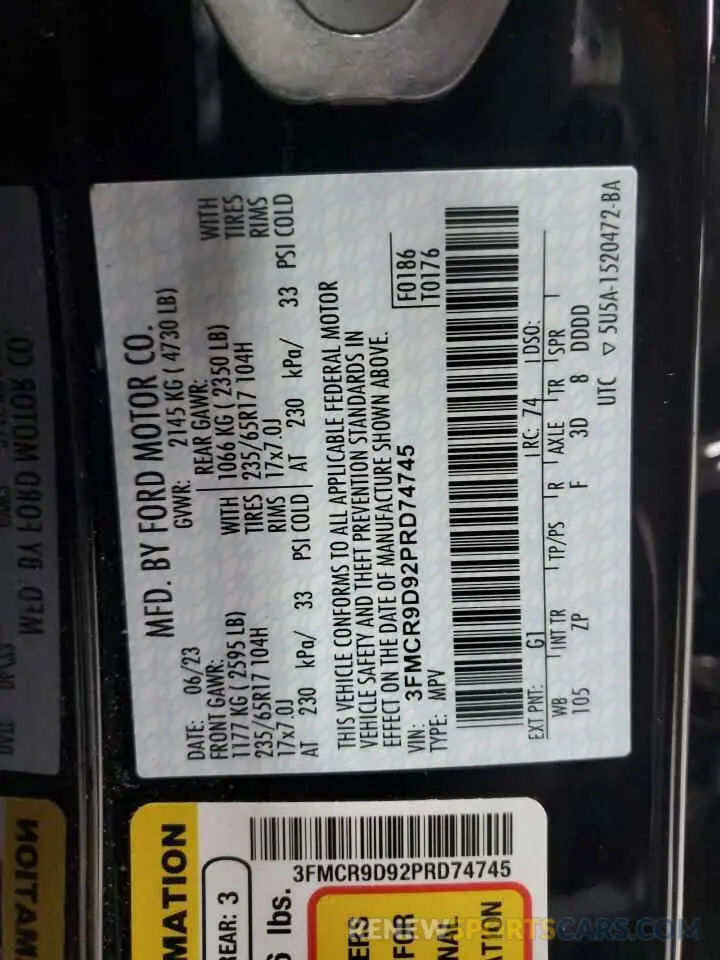 MFD. BY FORD MOTOR CO.
DATE: 06/23 GVWR: 2145 KG ( 4730 LB)
FRONT GAWR: REAR GAWR:
1177 KG ( 2595 LB) WITH 1066 KG ( 2350 LB) WITH
235/65R17 104H TIRES 235/65R17 104H TIRES
17x7.0J RIMS 17x7.0J RIMS
AT 230 kPa/ 33 PSI COLD AT 230 kPa/ 33 PSI COLD
THIS VEHICLE CONFORMS TO ALL APPLICABLE FEDERAL MOTOR
VEHICLE SAFETY AND THEFT PREVENTION STANDARDS IN
EFFECT ON THE DATE OF MANUFACTURE SHOWN ABOVE.
VIN: 3FMCR9D92PRD74745 F0186
TYPE: MPV T0176
EXT PNT: G1 RC: 74 DSO:
WB INT TR TP/PS R AXLE TR SPR
105 ZP F 3D 8 DDDD
UTC ▽ 5U5A-1520472-BA
MATION
REAR: 3
lbs.
3FMCR9D92PRD74745
FOR
RENEWSPORTSCARS.COM